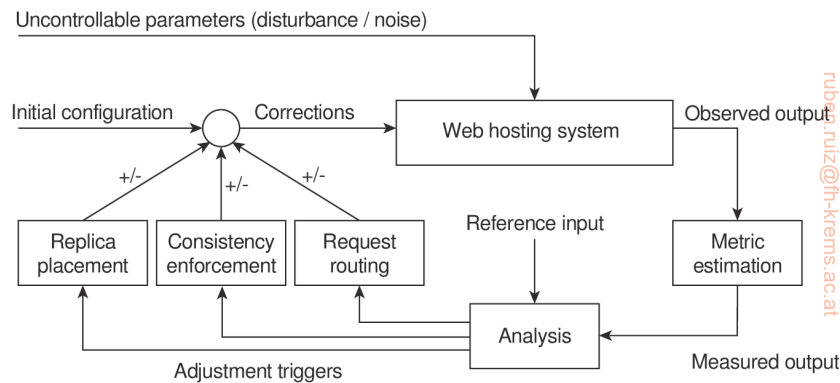 Uncontrollable parameters (disturbance / noise)
Initial configuration
Corrections
Web hosting system
Observed output
+/-
+/-
+/-
Reference input
Replica
placement
Consistency
enforcement
Request
routing
Metric
estimation
Analysis
Adjustment triggers
Measured output
ruben.ruiz@fh-krems.ac.at